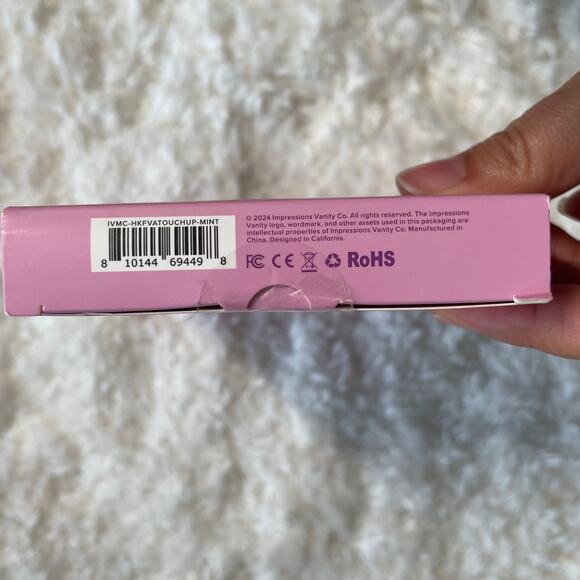 IVMC-HKFVATOUCHUP-MINT
8 10144 69449 8
© 2024 Impressions Vanity Co. All rights reserved. The Impressions
Vanity logo, wordmark, and other assets used in this packaging are
intellectual properties of Impressions Vanity Co. Manufactured in
China. Designed in California.
FC CE RoHS